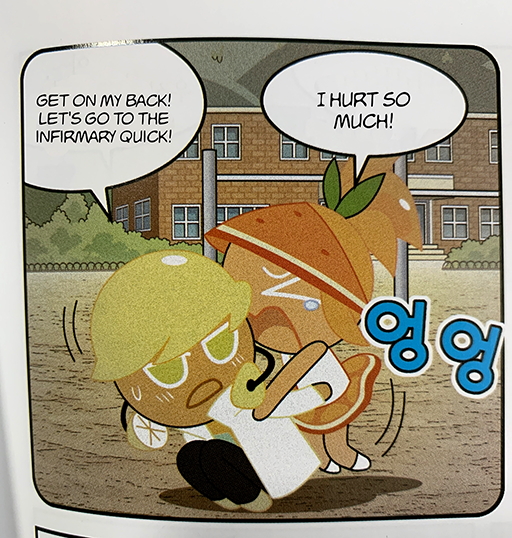 GET ON MY BACK!
LET'S GO TO THE
INFIRMARY QUICK!
I HURT SO
MUCH!
엉 엉